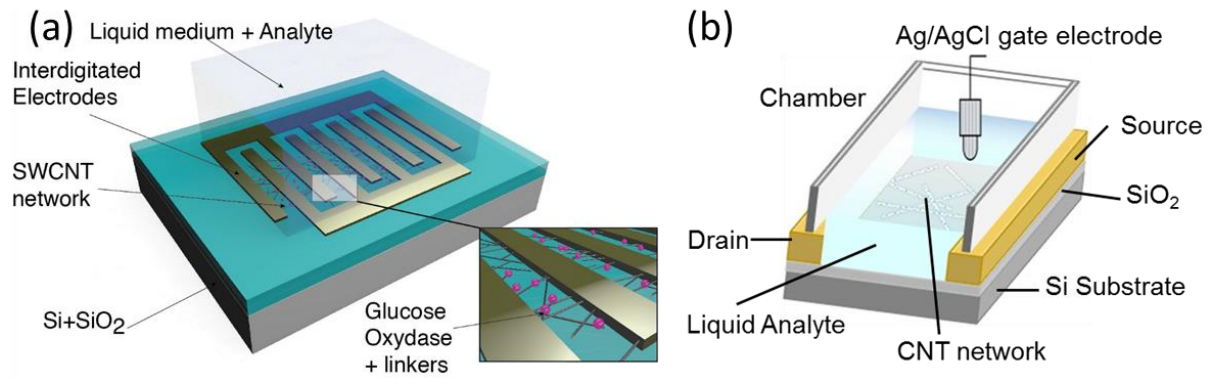 (a)
Liquid medium + Analyte
Interdigitated
Electrodes
SWCNT
network
Si+SiO₂
Glucose
Oxydase
+ linkers
(b)
Ag/AgCl gate electrode
Chamber
Source
SiO₂
Drain
Si Substrate
Liquid Analyte
CNT network